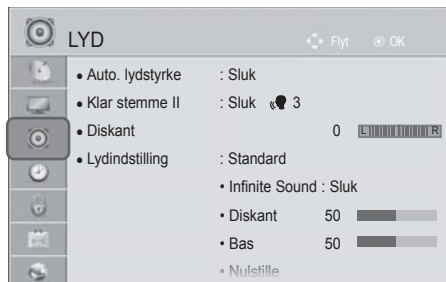 LYD Flyt OK
Auto. lydstyrke : Sluk
Klar stemme II : Sluk 3
Diskant 0 L R
Lydindstilling : Standard
• Infinite Sound : Sluk
• Diskant 50
• Bas 50
• Nulstille